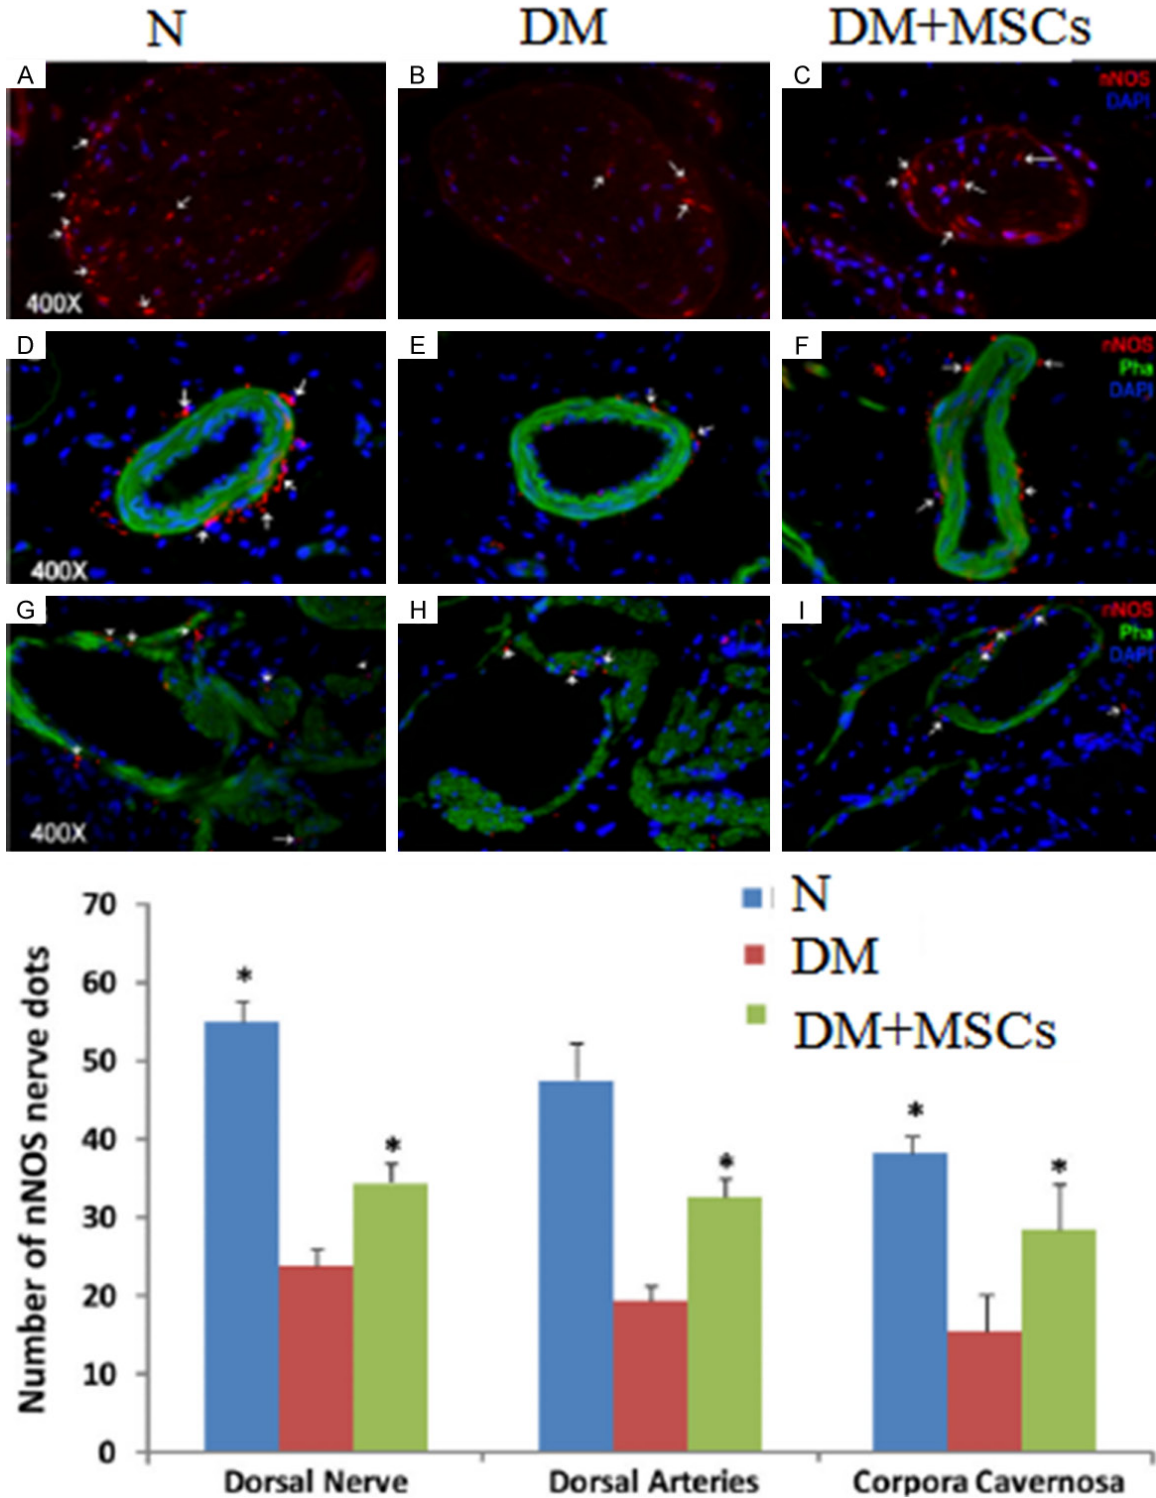 N DM DM+MSCs
A B C
nNOS
DAPI
400X
D E F
nNOS
Pha
DAPI
400X
G H I
nNOS
Pha
DAPI
400X
Number of nNOS nerve dots
70
60
50
40
30
20
10
0
N
DM
DM+MSCs
*
*
*
*
*
Dorsal Nerve Dorsal Arteries Corpora Cavernosa